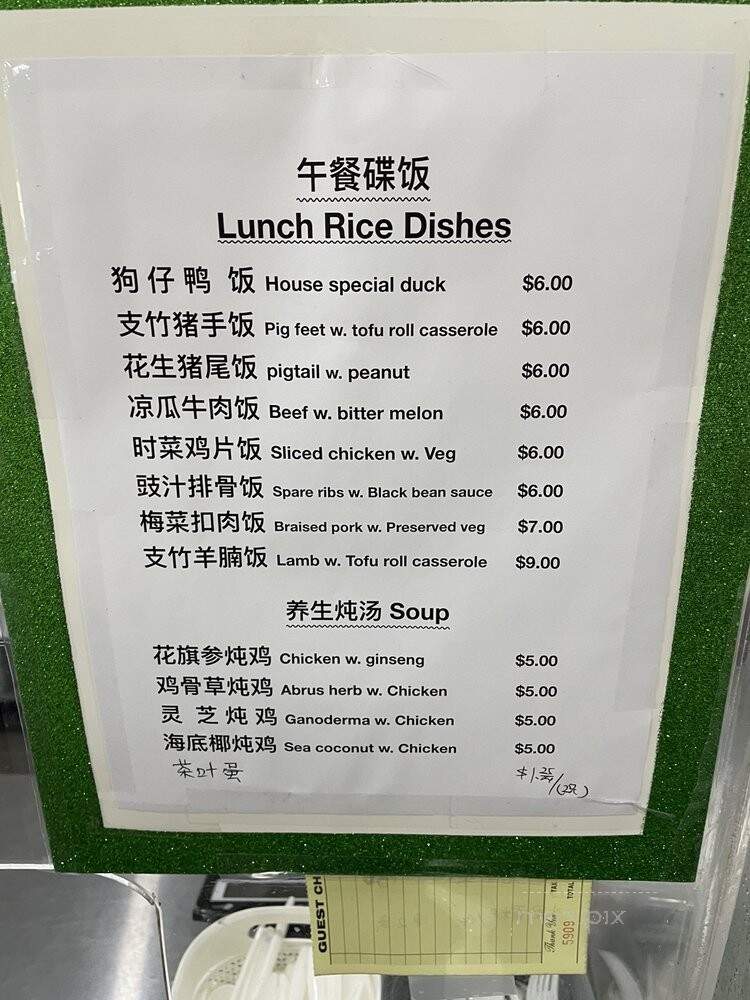 午餐碟饭
Lunch Rice Dishes
狗仔鸭 饭 House special duck $6.00
支竹猪手饭 Pig feet w. tofu roll casserole $6.00
花生猪尾饭 pigtail w. peanut $6.00
凉瓜牛肉饭 Beef w. bitter melon $6.00
时菜鸡片饭 Sliced chicken w. Veg $6.00
豉汁排骨饭 Spare ribs w. Black bean sauce $6.00
梅菜扣肉饭 Braised pork w. Preserved veg $7.00
支竹羊腩饭 Lamb w. Tofu roll casserole $9.00
养生炖汤 Soup
花旗参炖鸡 Chicken w. ginseng $5.00
鸡骨草炖鸡 Abrus herb w. Chicken $5.00
灵芝炖鸡 Ganoderma w. Chicken $5.00
海底椰炖鸡 Sea coconut w. Chicken $5.00
茶叶蛋
GUEST CH
TAX
TOTAL
Thank You
5909